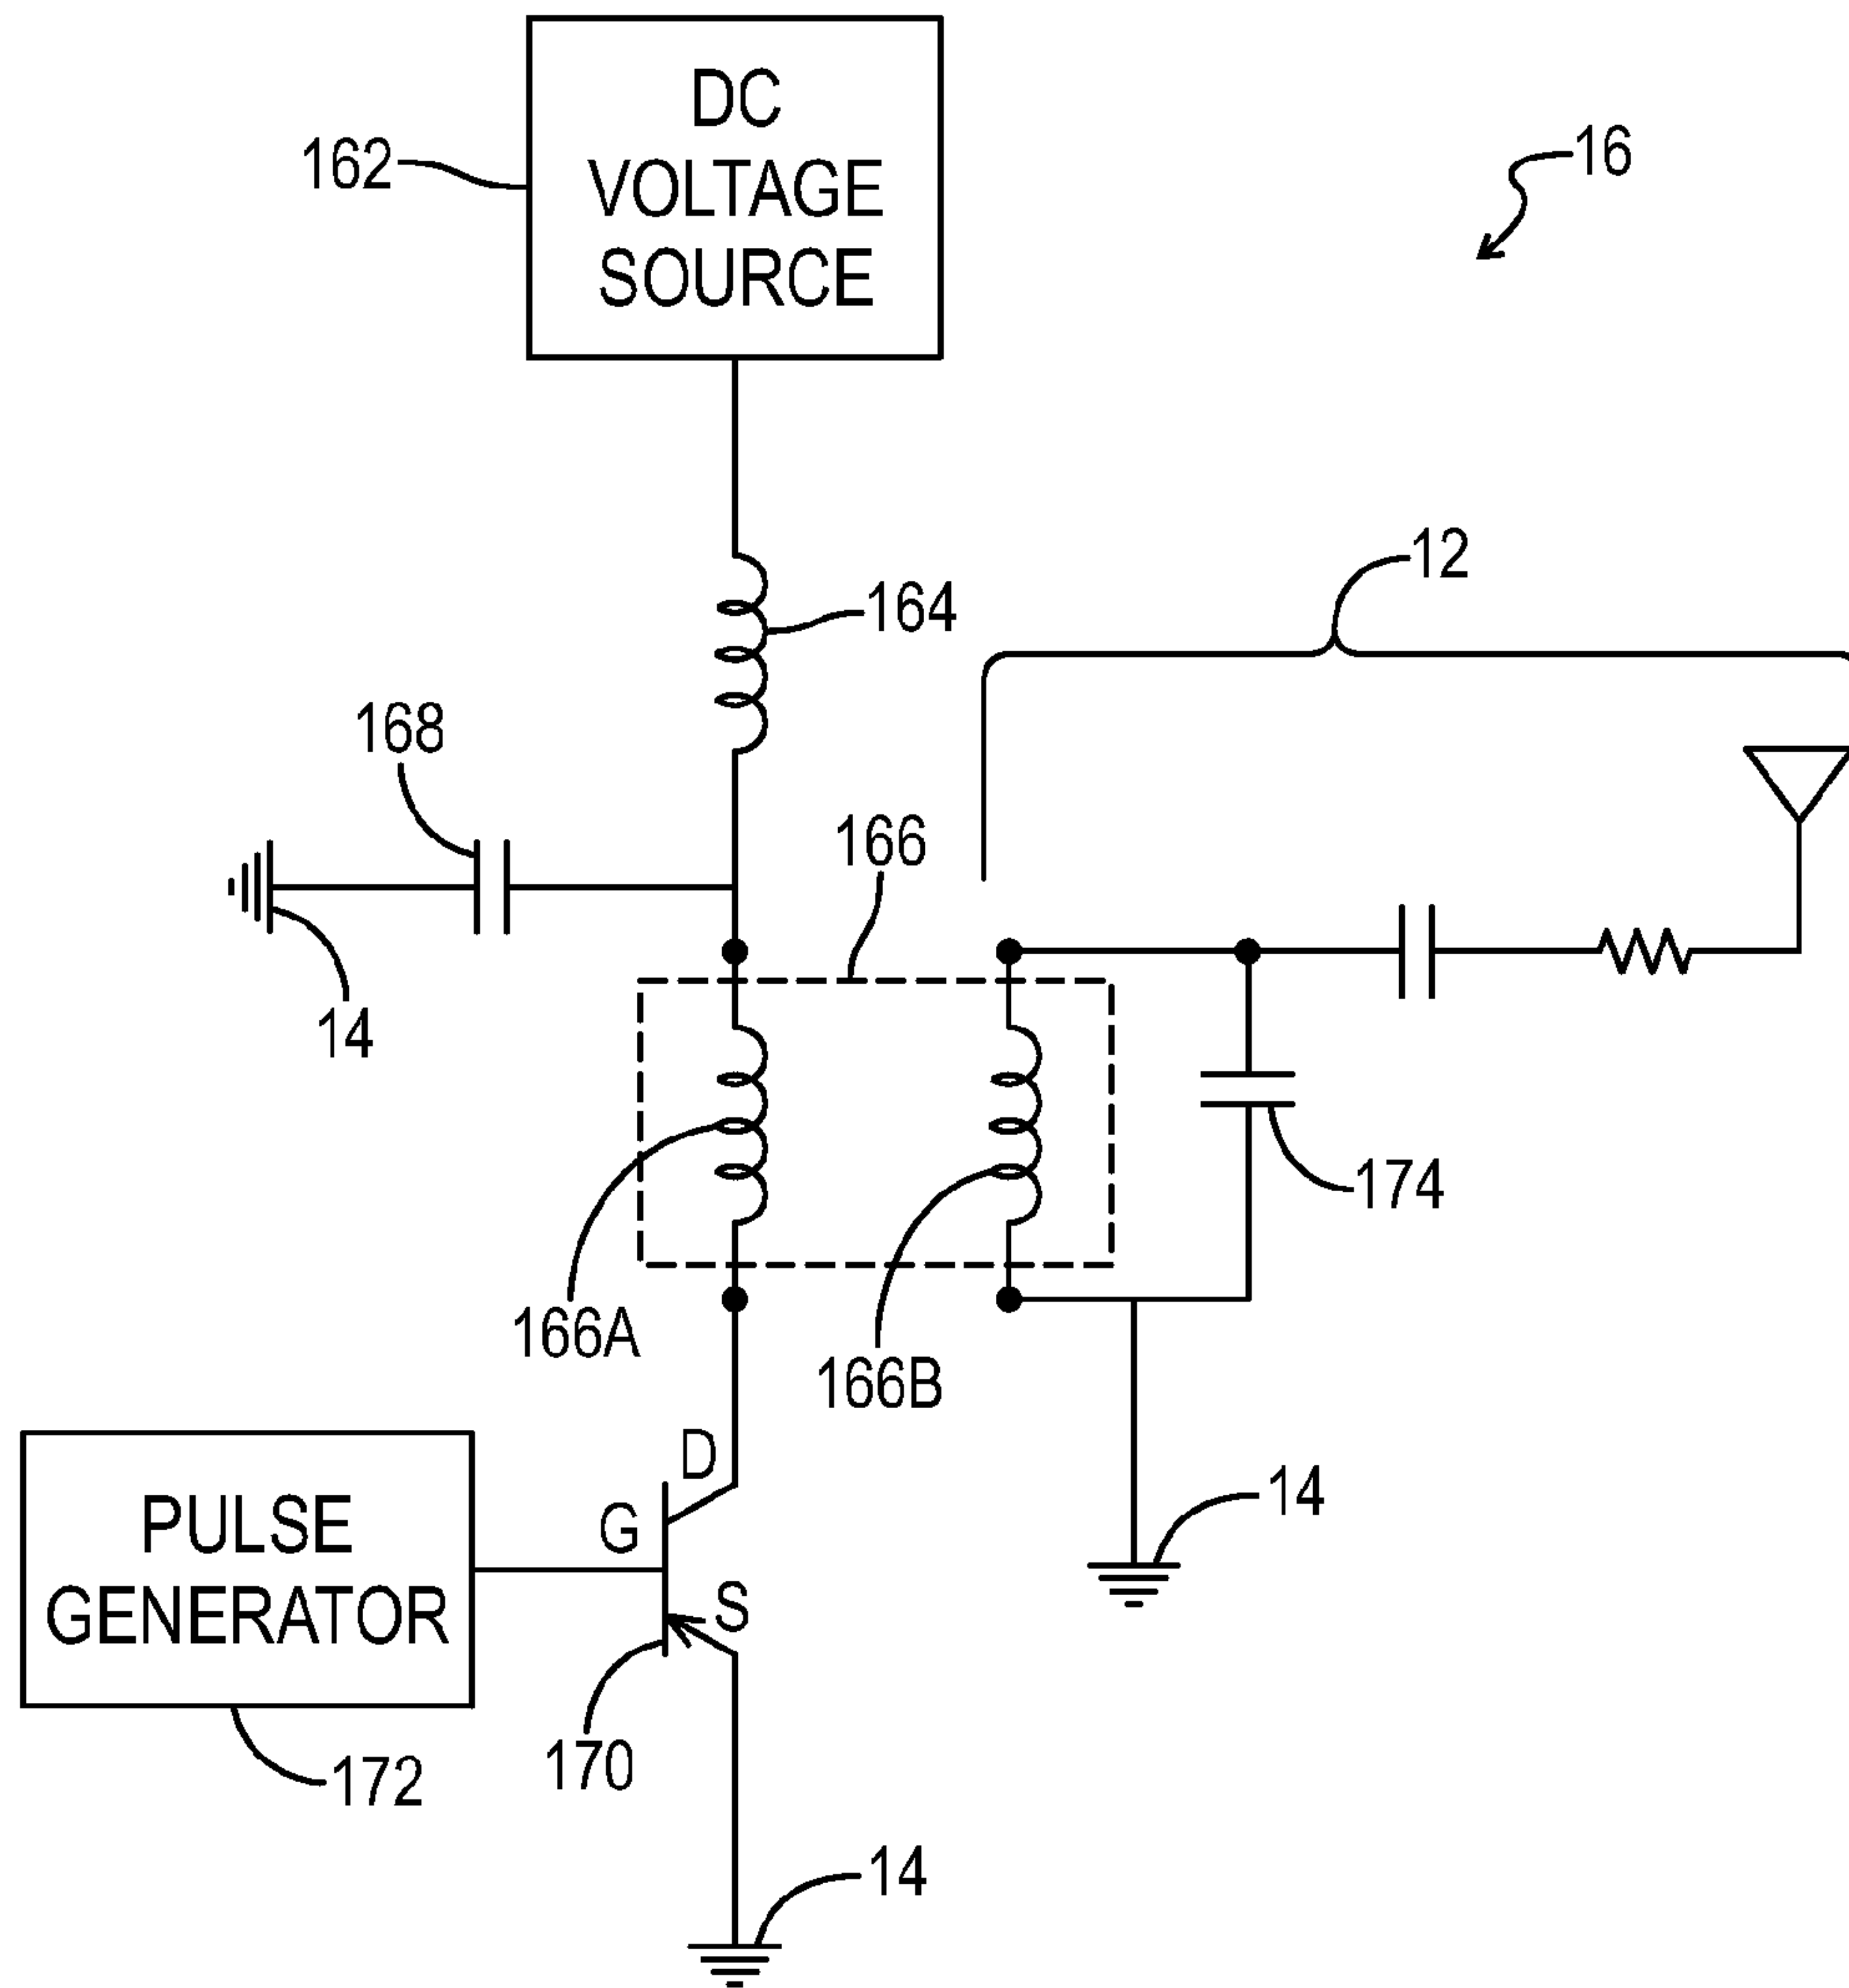 DC
VOLTAGE
SOURCE
162
16
12
164
168
166
14
174
166A
166B
D
G
S
PULSE
GENERATOR
14
170
172
14